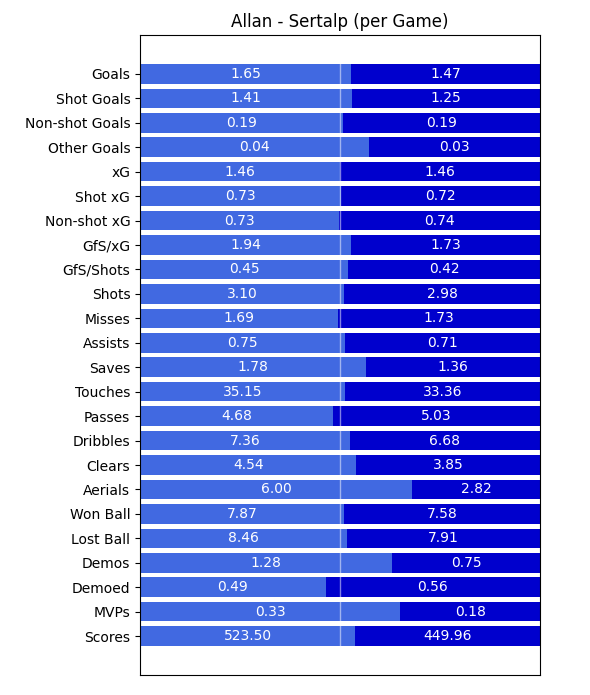 Allan - Sertalp (per Game)
Goals 1.65 1.47
Shot Goals 1.41 1.25
Non-shot Goals 0.19 0.19
Other Goals 0.04 0.03
xG 1.46 1.46
Shot xG 0.73 0.72
Non-shot xG 0.73 0.74
GfS/xG 1.94 1.73
GfS/Shots 0.45 0.42
Shots 3.10 2.98
Misses 1.69 1.73
Assists 0.75 0.71
Saves 1.78 1.36
Touches 35.15 33.36
Passes 4.68 5.03
Dribbles 7.36 6.68
Clears 4.54 3.85
Aerials 6.00 2.82
Won Ball 7.87 7.58
Lost Ball 8.46 7.91
Demos 1.28 0.75
Demoed 0.49 0.56
MVPs 0.33 0.18
Scores 523.50 449.96